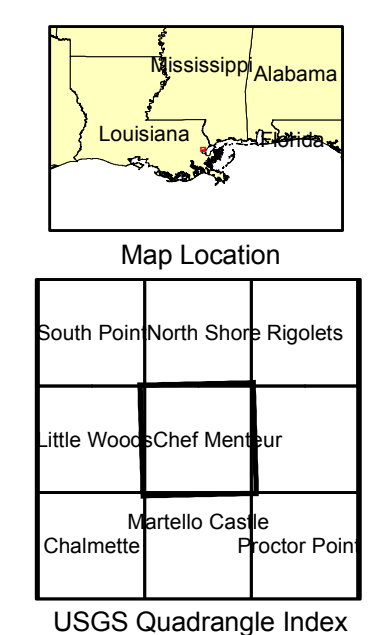 Mississippi
Alabama
Louisiana
Florida
Map Location
South Point North Shore Rigolets
Little Woods Chef Menteur
Martello Castle
Chalmette Proctor Point
USGS Quadrangle Index